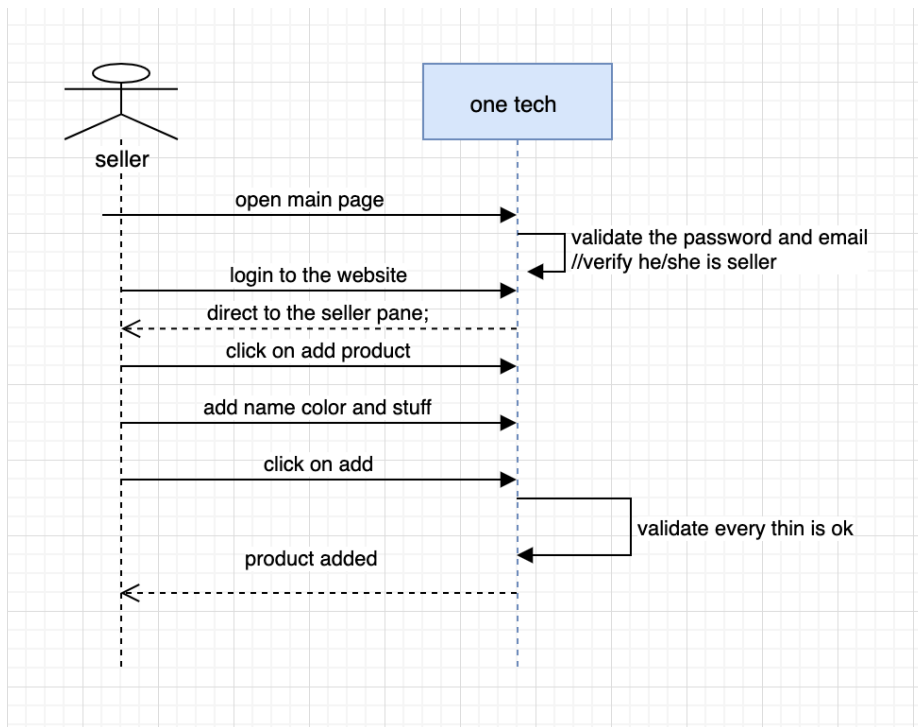 one tech
seller
open main page
validate the password and email
//verify he/she is seller
login to the website
direct to the seller pane;
click on add product
add name color and stuff
click on add
validate every thin is ok
product added